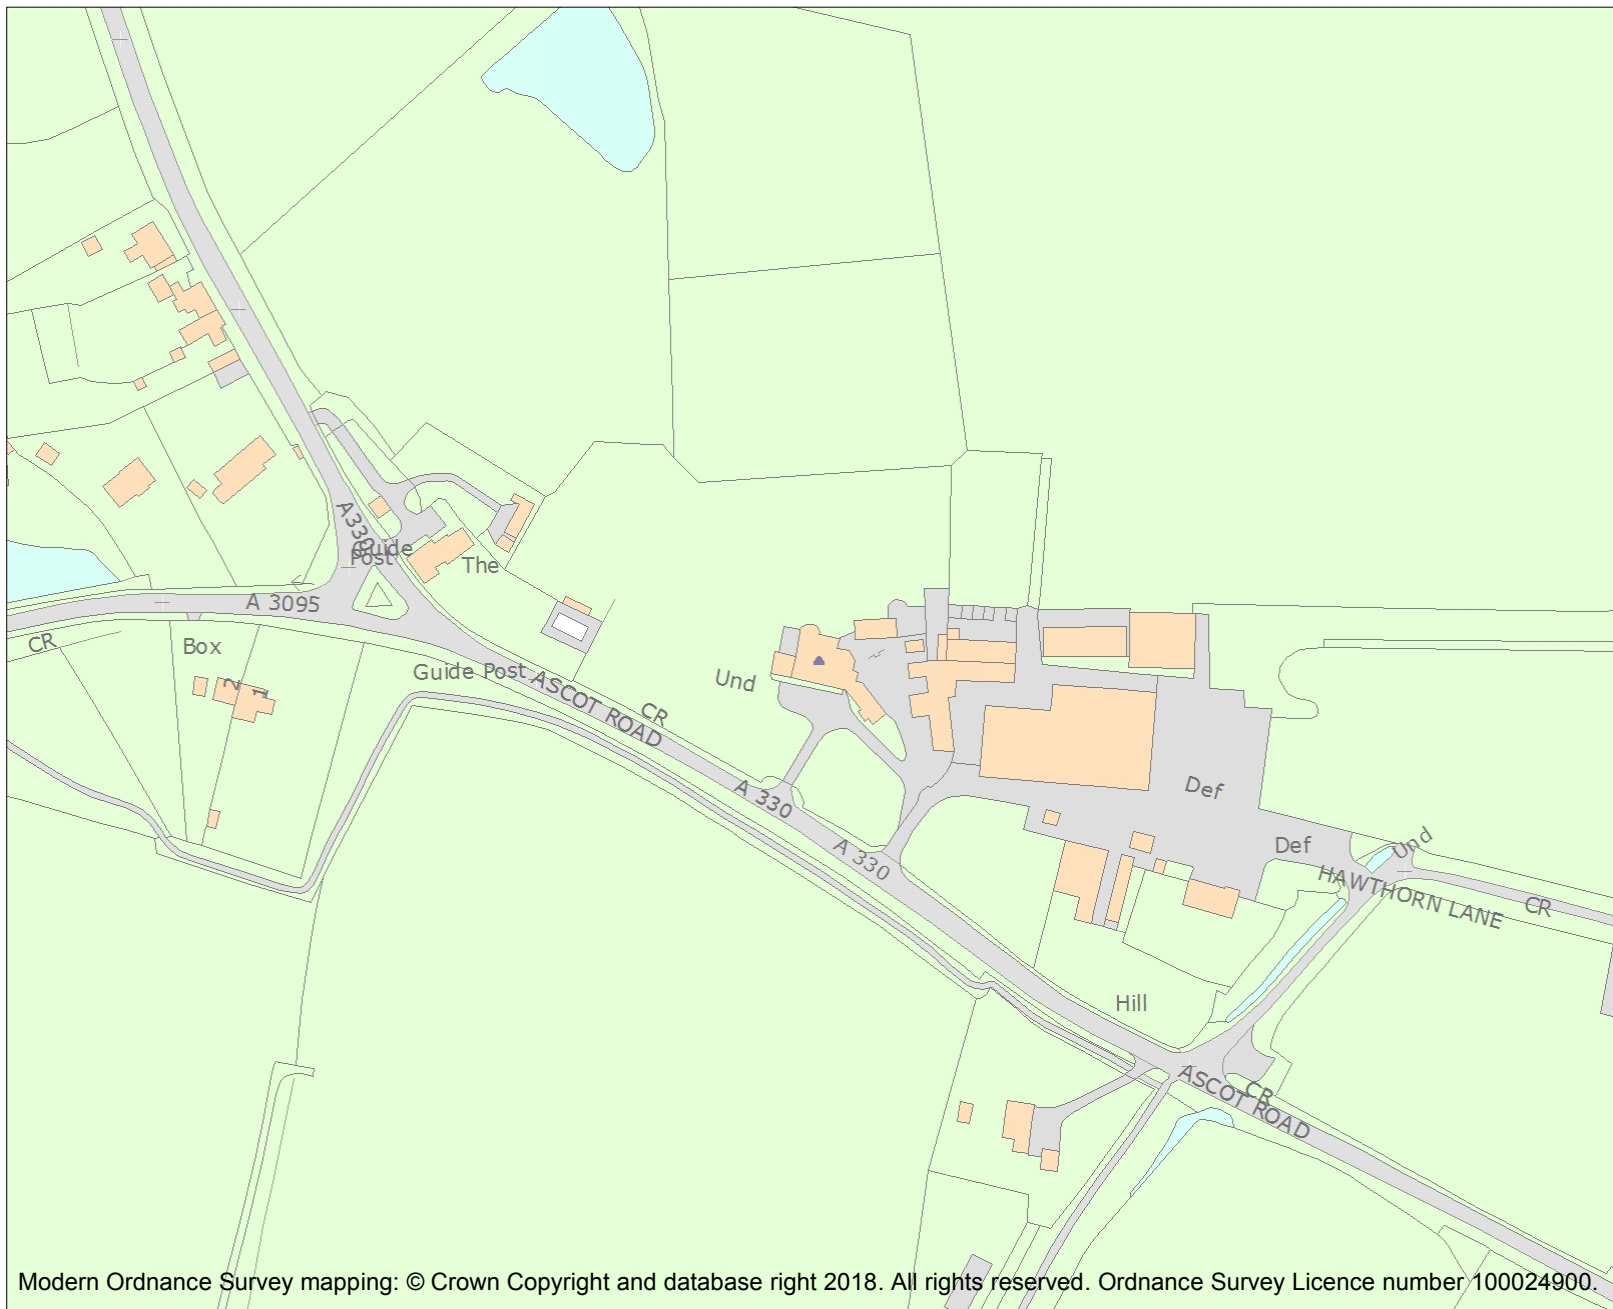 A330
Guide
Post
The
A 3095
CR
Box
2
1
Guide Post
Und
ASCOT ROAD
CR
A 330
A 330
Def
Def
Und
HAWTHORN LANE
CR
Hill
ASCOT ROAD
CR
Modern Ordnance Survey mapping: © Crown Copyright and database right 2018. All rights reserved. Ordnance Survey Licence number 100024900.